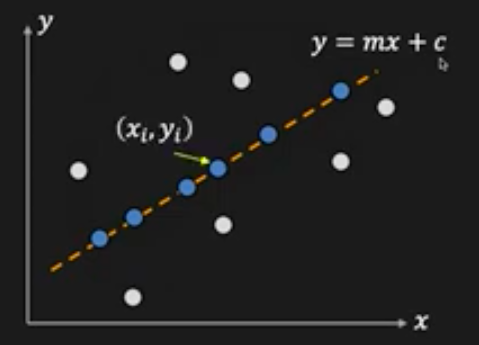 y
y = mx + c
(xᵢ, yᵢ)
x